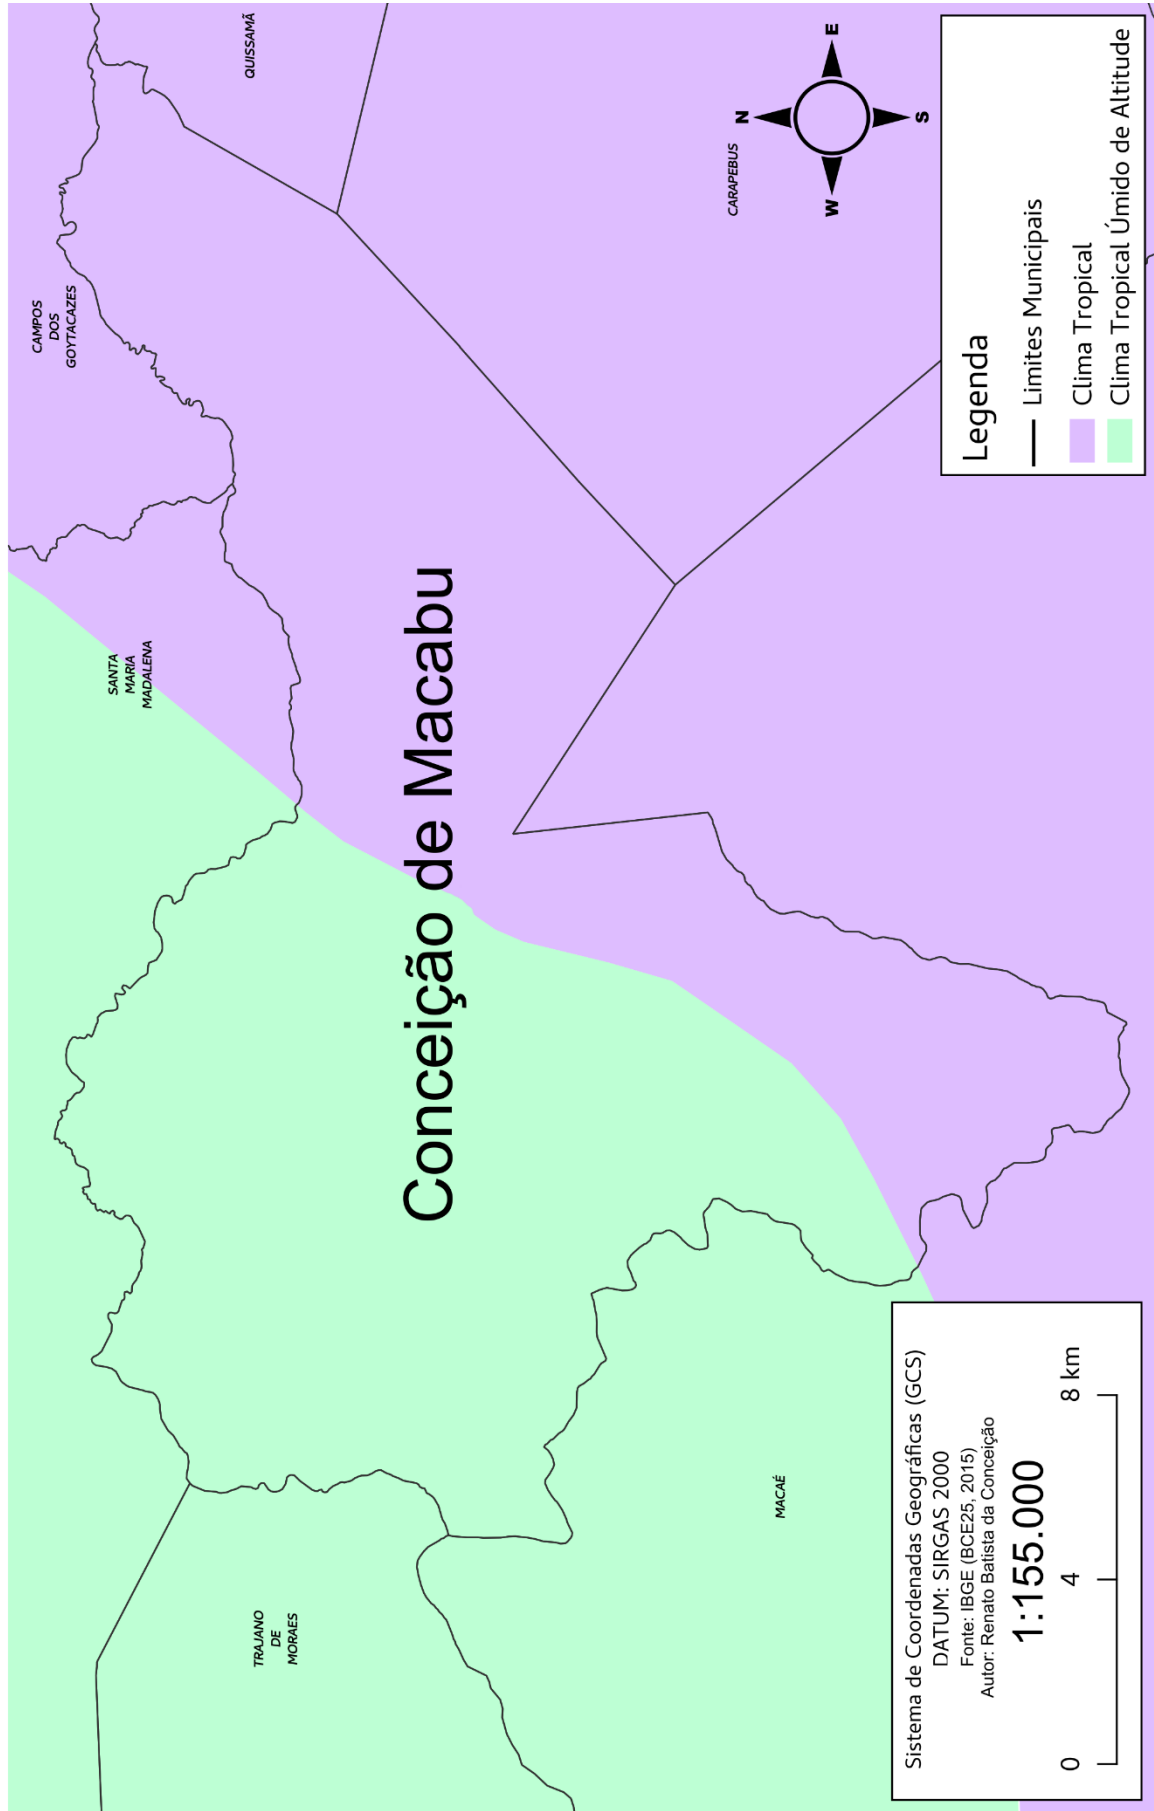 CAMPOS
DOS
GOYTACAZES
QUISSAMÃ
SANTA
MARIA
MADALENA
Conceição de Macabu
TRAJANO
DE
MORAES
MACAÉ
CARAPEBUS
N
W
E
S
Sistema de Coordenadas Geográficas (GCS)
DATUM: SIRGAS 2000
Fonte: IBGE (BCE25, 2015)
Autor: Renato Batista da Conceição
1:155.000
0 4 8 km
Legenda
Limites Municipais
Clima Tropical
Clima Tropical Úmido de Altitude